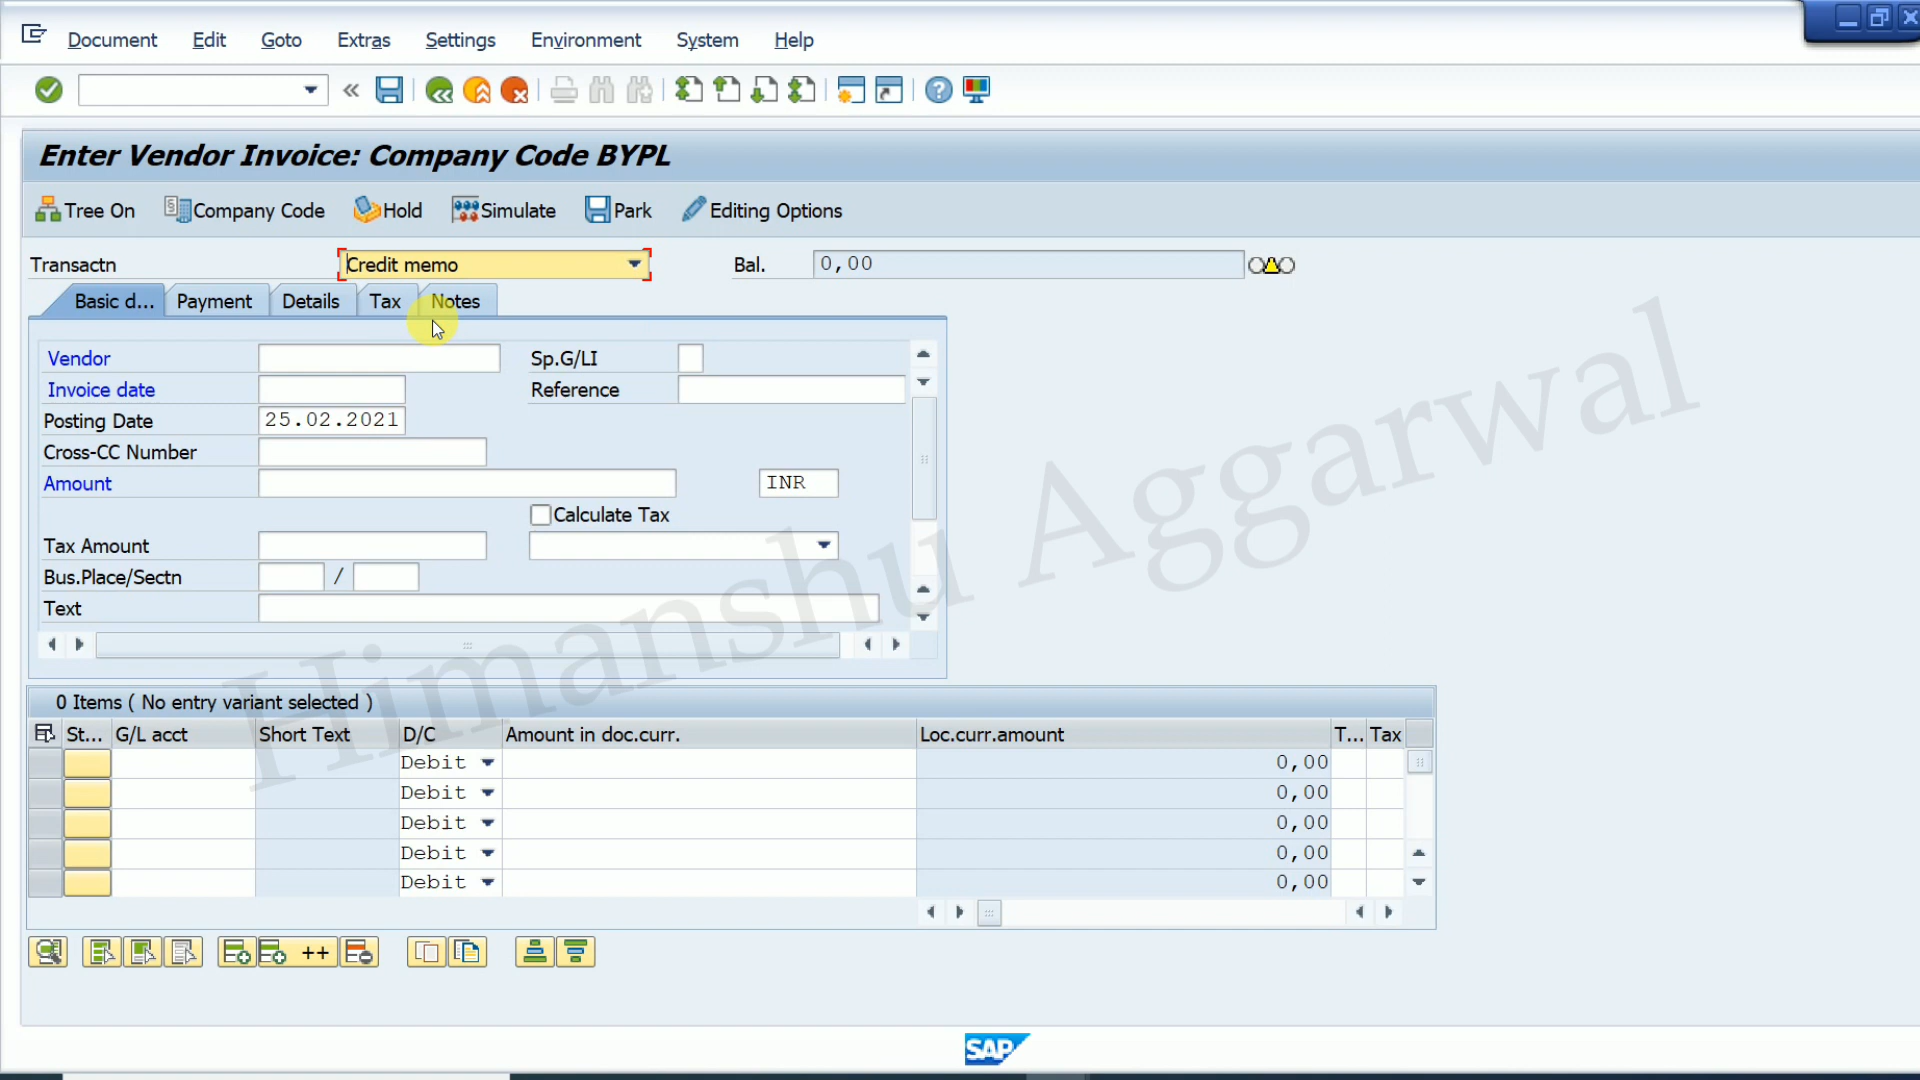 Document Edit Goto Extras Settings Environment System Help
Enter Vendor Invoice: Company Code BYPL
Tree On Company Code Hold Simulate Park Editing Options
Transactn Credit memo Bal. 0,00
Basic d... Payment Details Tax Notes
Vendor Sp.G/LI
Invoice date Reference
Posting Date 25.02.2021
Cross-CC Number
Amount INR
Calculate Tax
Tax Amount
Bus.Place/Sectn /
Text
0 Items ( No entry variant selected )
St... G/L acct Short Text D/C Amount in doc.curr. Loc.curr.amount T... Tax
Debit 0,00
Debit 0,00
Debit 0,00
Debit 0,00
Debit 0,00
++
SAP
Himanshu Aggarwal